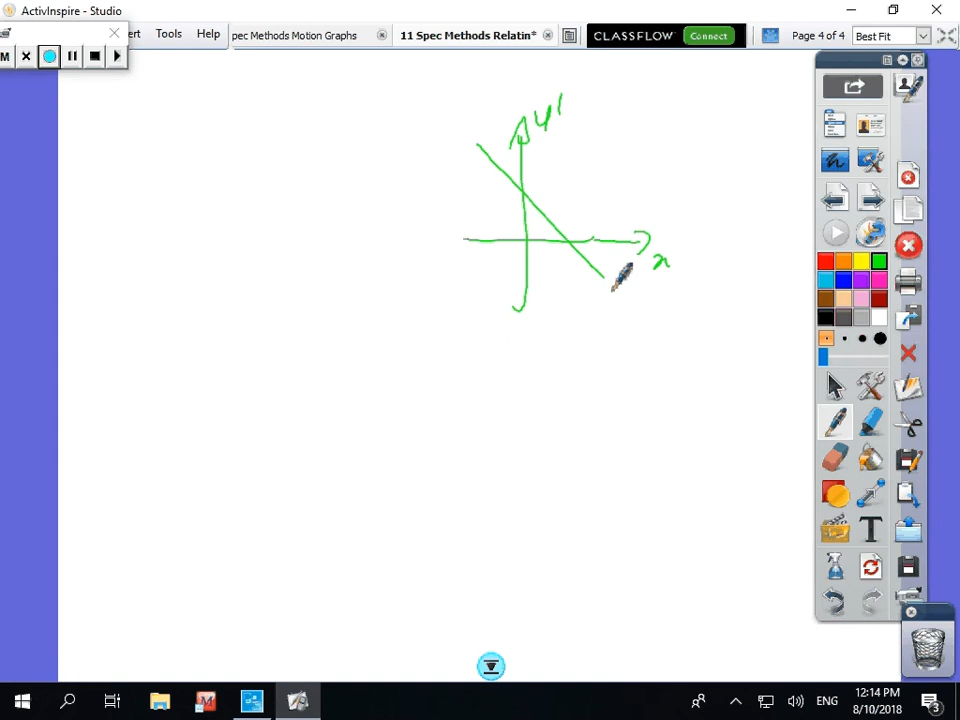 ActivInspire - Studio
ert Tools Help pec Methods Motion Graphs 11 Spec Methods Relatin* CLASSFLOW Connect Page 4 of 4 Best Fit
M
y'
x
T
ENG
12:14 PM
8/10/2018
3